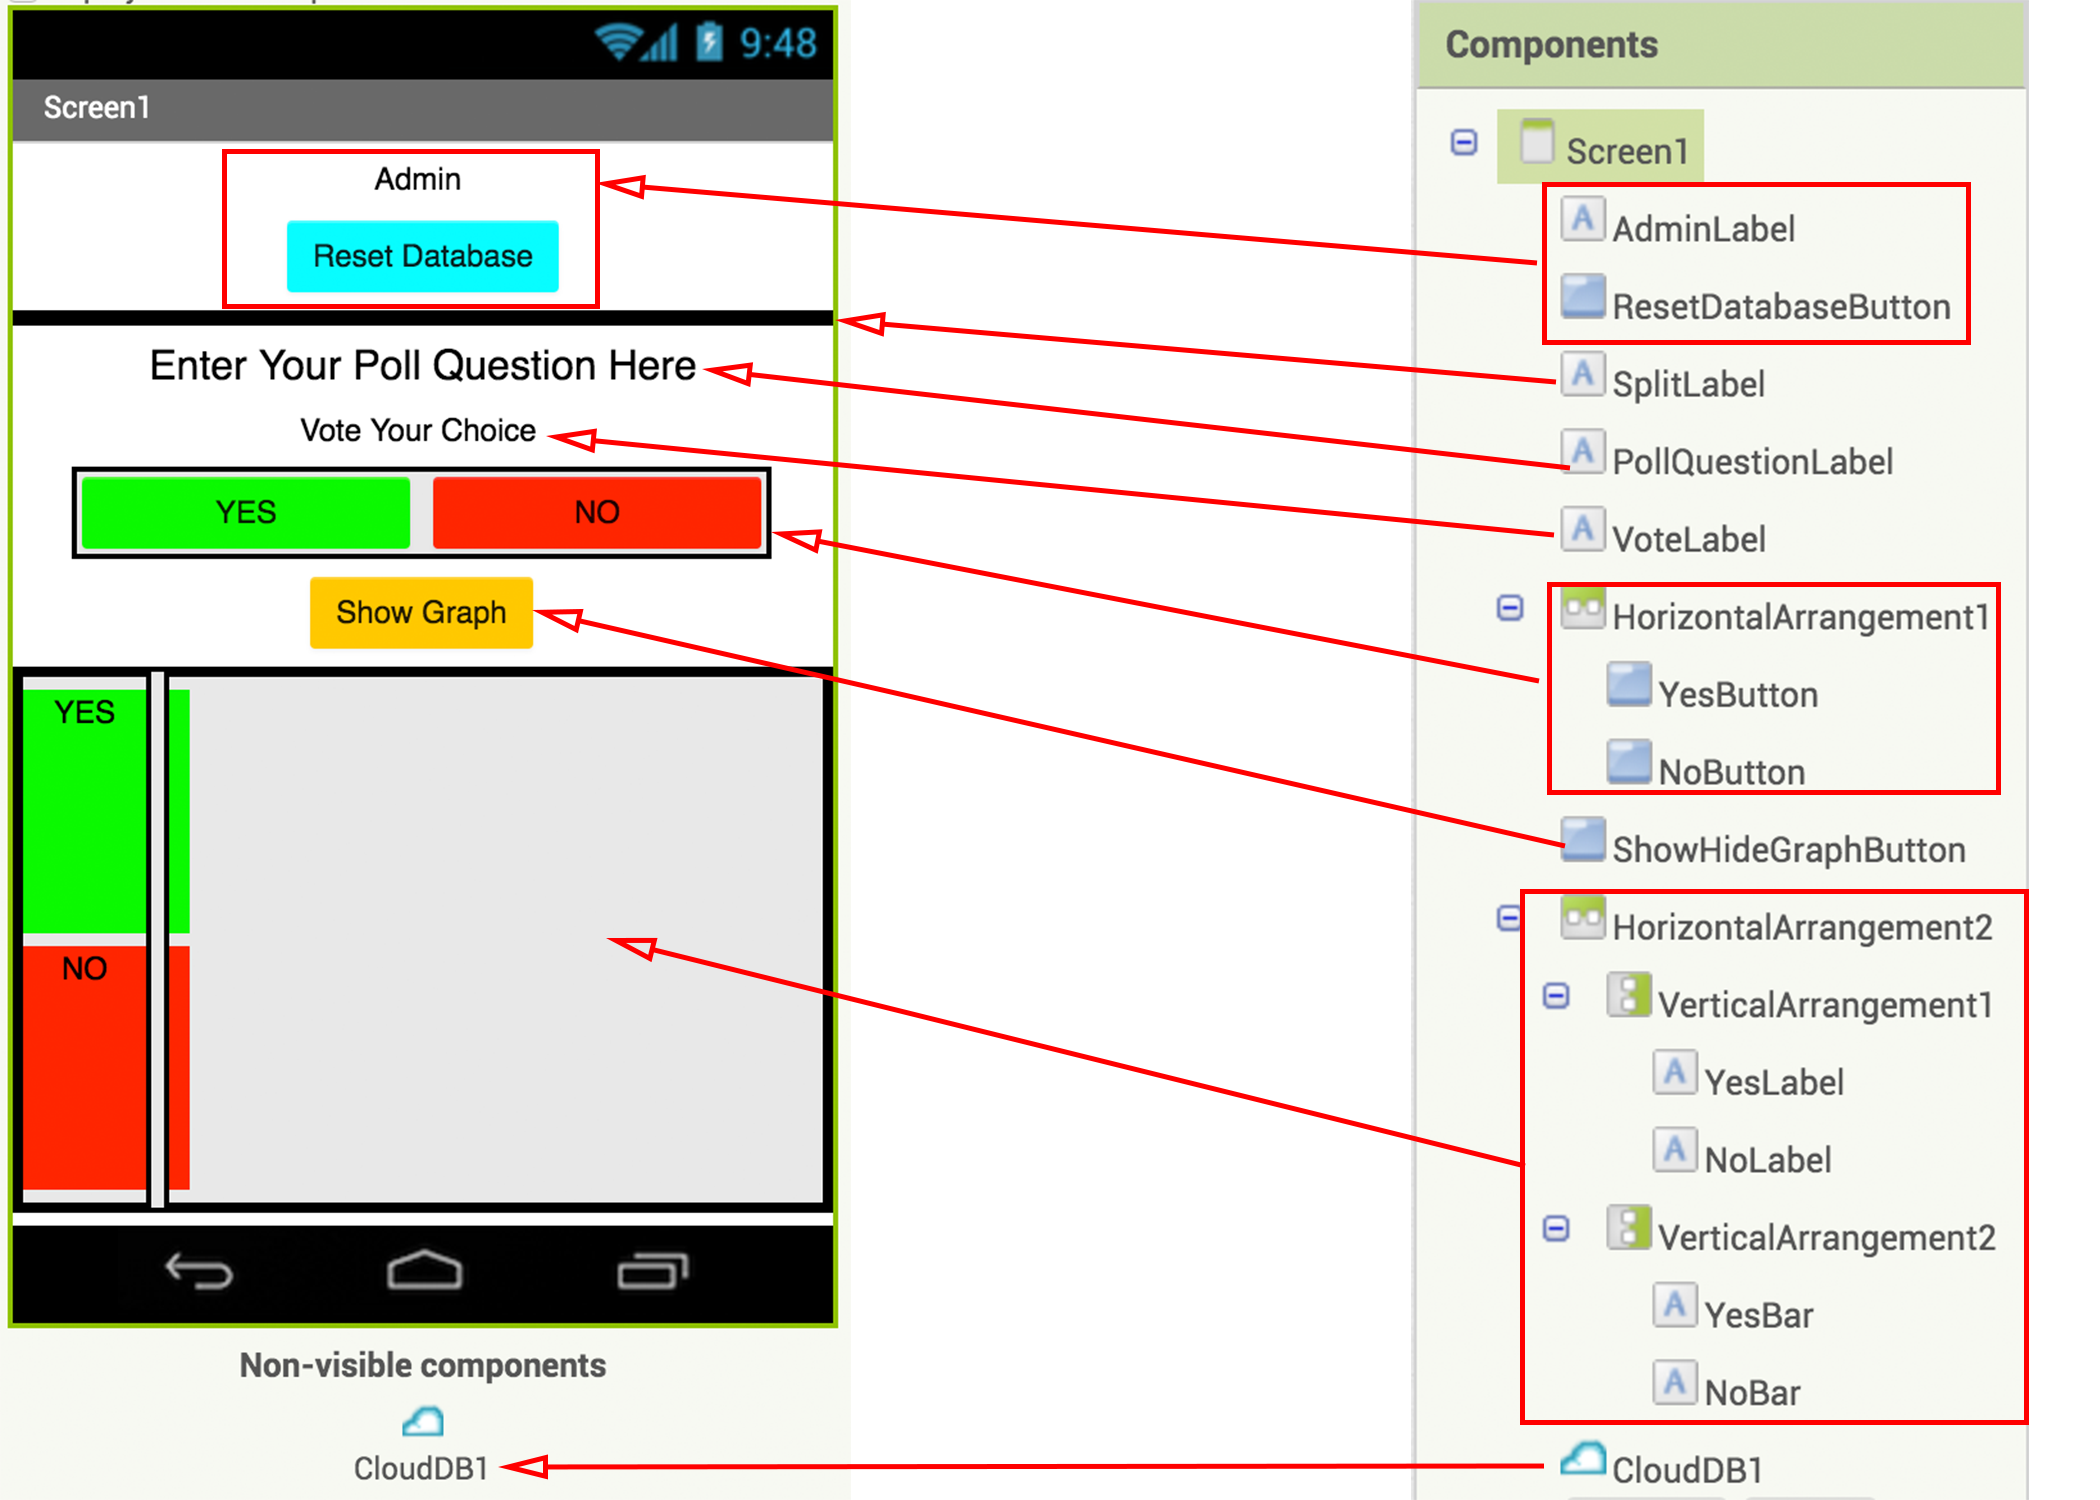 9:48
Screen1
Admin
Reset Database
Enter Your Poll Question Here
Vote Your Choice
YES NO
Show Graph
YES
NO
Non-visible components
CloudDB1
Components
Screen1
A AdminLabel
ResetDatabaseButton
A SplitLabel
A PollQuestionLabel
A VoteLabel
HorizontalArrangement1
YesButton
NoButton
ShowHideGraphButton
HorizontalArrangement2
VerticalArrangement1
A YesLabel
A NoLabel
VerticalArrangement2
A YesBar
A NoBar
CloudDB1